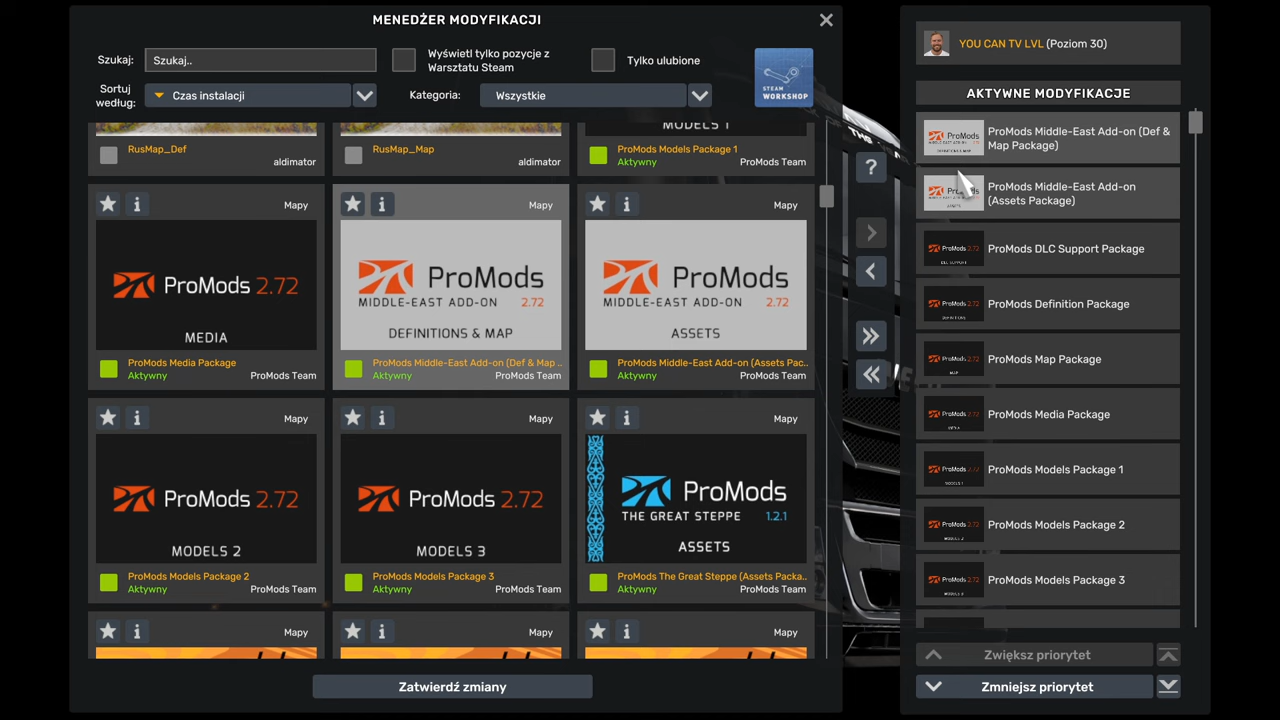 MENEDŻER MODYFIKACJI
Szukaj:
Szukaj..
Wyświetl tylko pozycje z
Warsztatu Steam
Tylko ulubione
STEAM
WORKSHOP
Sortuj
według:
Czas instalacji
Kategoria:
Wszystkie
RusMap_Def
aldimator
RusMap_Map
aldimator
MODELS 1
ProMods Models Package 1
Aktywny
ProMods Team
Mapy
ProMods 2.72
MEDIA
ProMods Media Package
Aktywny
ProMods Team
Mapy
ProMods
MIDDLE-EAST ADD-ON 2.72
DEFINITIONS & MAP
ProMods Middle-East Add-on (Def & Map ..
Aktywny
ProMods Team
Mapy
ProMods
MIDDLE-EAST ADD-ON 2.72
ASSETS
ProMods Middle-East Add-on (Assets Pac..
Aktywny
ProMods Team
Mapy
ProMods 2.72
MODELS 2
ProMods Models Package 2
Aktywny
ProMods Team
Mapy
ProMods 2.72
MODELS 3
ProMods Models Package 3
Aktywny
ProMods Team
Mapy
ProMods
THE GREAT STEPPE 1.2.1
ASSETS
ProMods The Great Steppe (Assets Packa..
Aktywny
ProMods Team
Mapy
Mapy
Mapy
Zatwierdź zmiany
YOU CAN TV LVL (Poziom 30)
AKTYWNE MODYFIKACJE
ProMods Middle-East Add-on (Def &
Map Package)
ProMods Middle-East Add-on
(Assets Package)
ProMods DLC Support Package
ProMods Definition Package
ProMods Map Package
ProMods Media Package
ProMods Models Package 1
ProMods Models Package 2
ProMods Models Package 3
Zwiększ priorytet
Zmniejsz priorytet